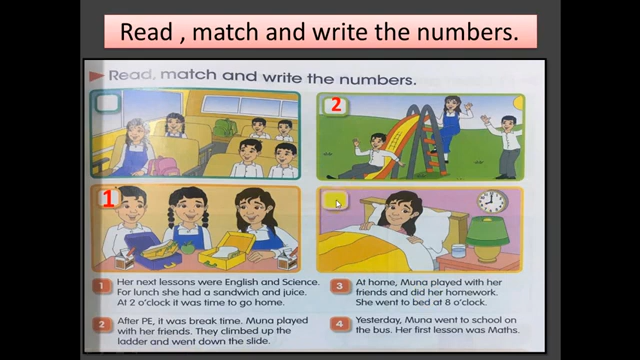 Read , match and write the numbers.
Read, match and write the numbers.
2
1
1 Her next lessons were English and Science.
For lunch she had a sandwich and juice.
At 2 o'clock it was time to go home.
2 After PE, it was break time. Muna played
with her friends. They climbed up the
ladder and went down the slide.
3 At home, Muna played with her
friends and did her homework.
She went to bed at 8 o'clock.
4 Yesterday, Muna went to school on
the bus. Her first lesson was Maths.